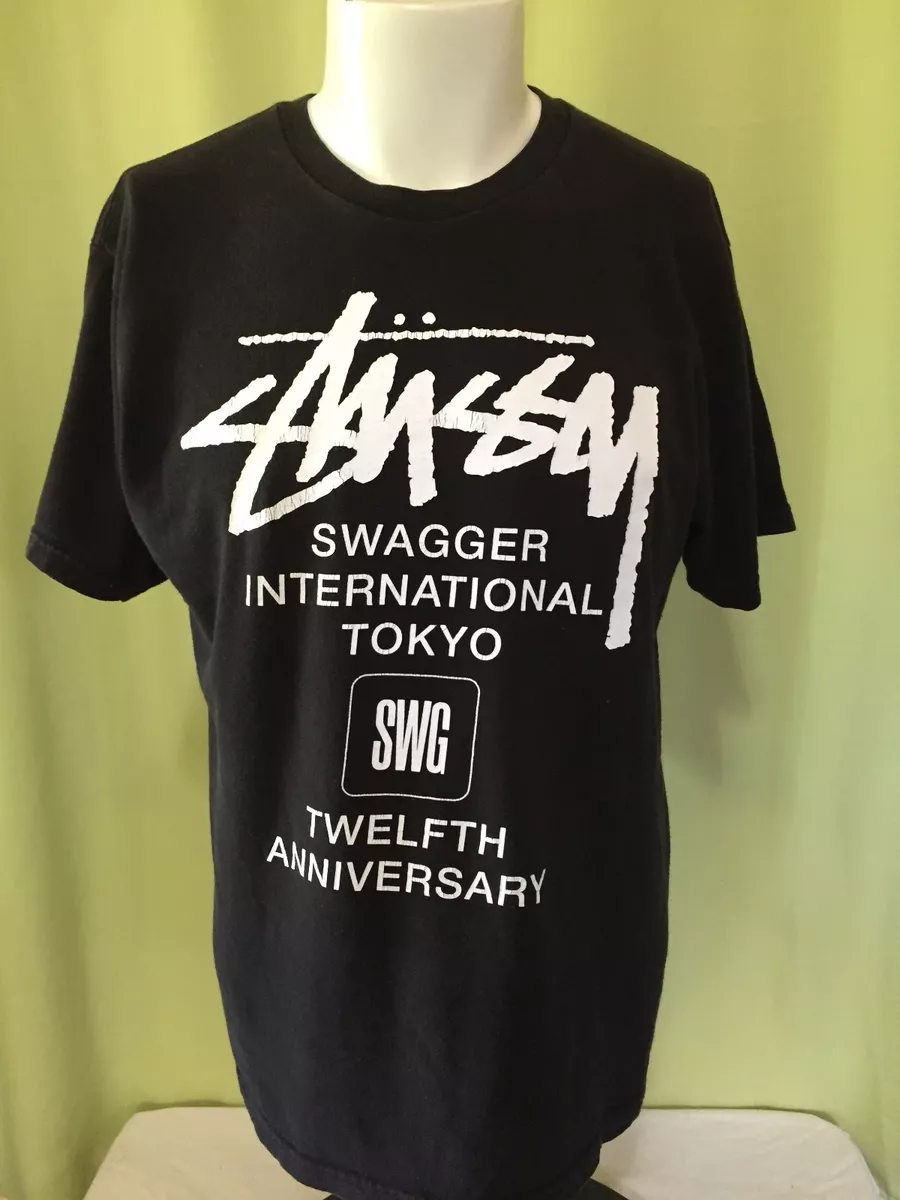 Stüssy
SWAGGER
INTERNATIONAL
TOKYO
SWG
TWELFTH
ANNIVERSARY